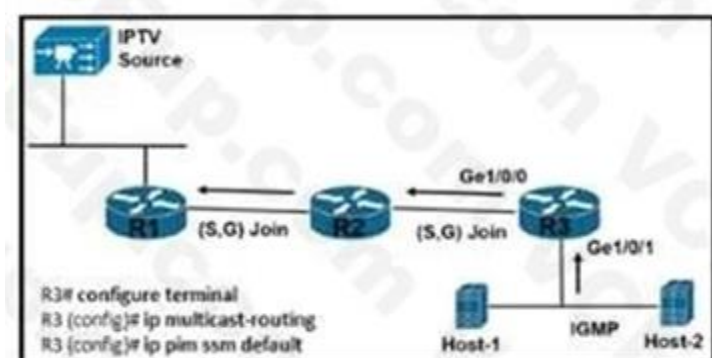 IPTV
Source
Ge1/0/0
R1
(S,G) Join
R2
(S,G) Join
R3
Ge1/0/1
R3# configure terminal
R3 (config)# ip multicast-routing
R3 (config)# ip pim ssm default
Host-1
IGMP
Host-2